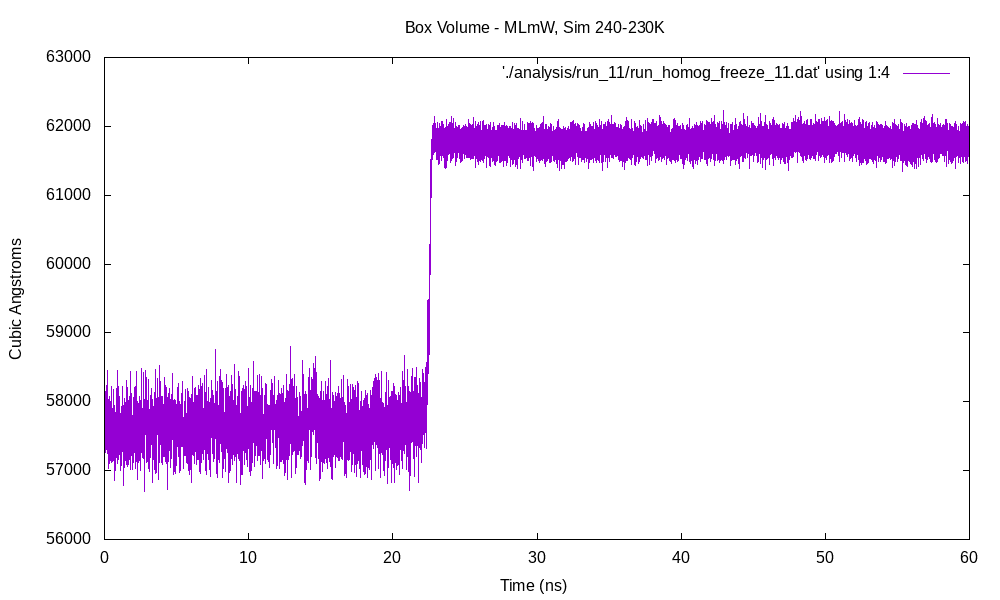 Box Volume - MLmW, Sim 240-230K
63000
'./analysis/run_11/run_homog_freeze_11.dat' using 1:4
62000
61000
60000
59000
58000
57000
56000
Cubic Angstroms
0 10 20 30 40 50 60
Time (ns)